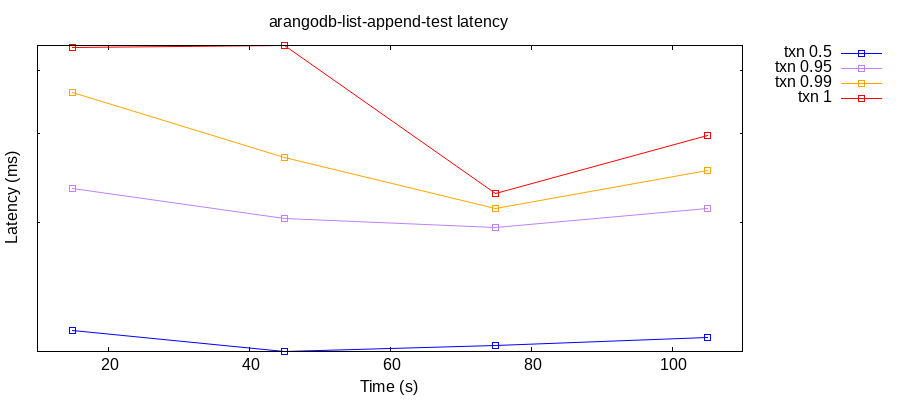 arangodb-list-append-test latency
txn 0.5
txn 0.95
txn 0.99
txn 1
Latency (ms)
20 40 60 80 100
Time (s)